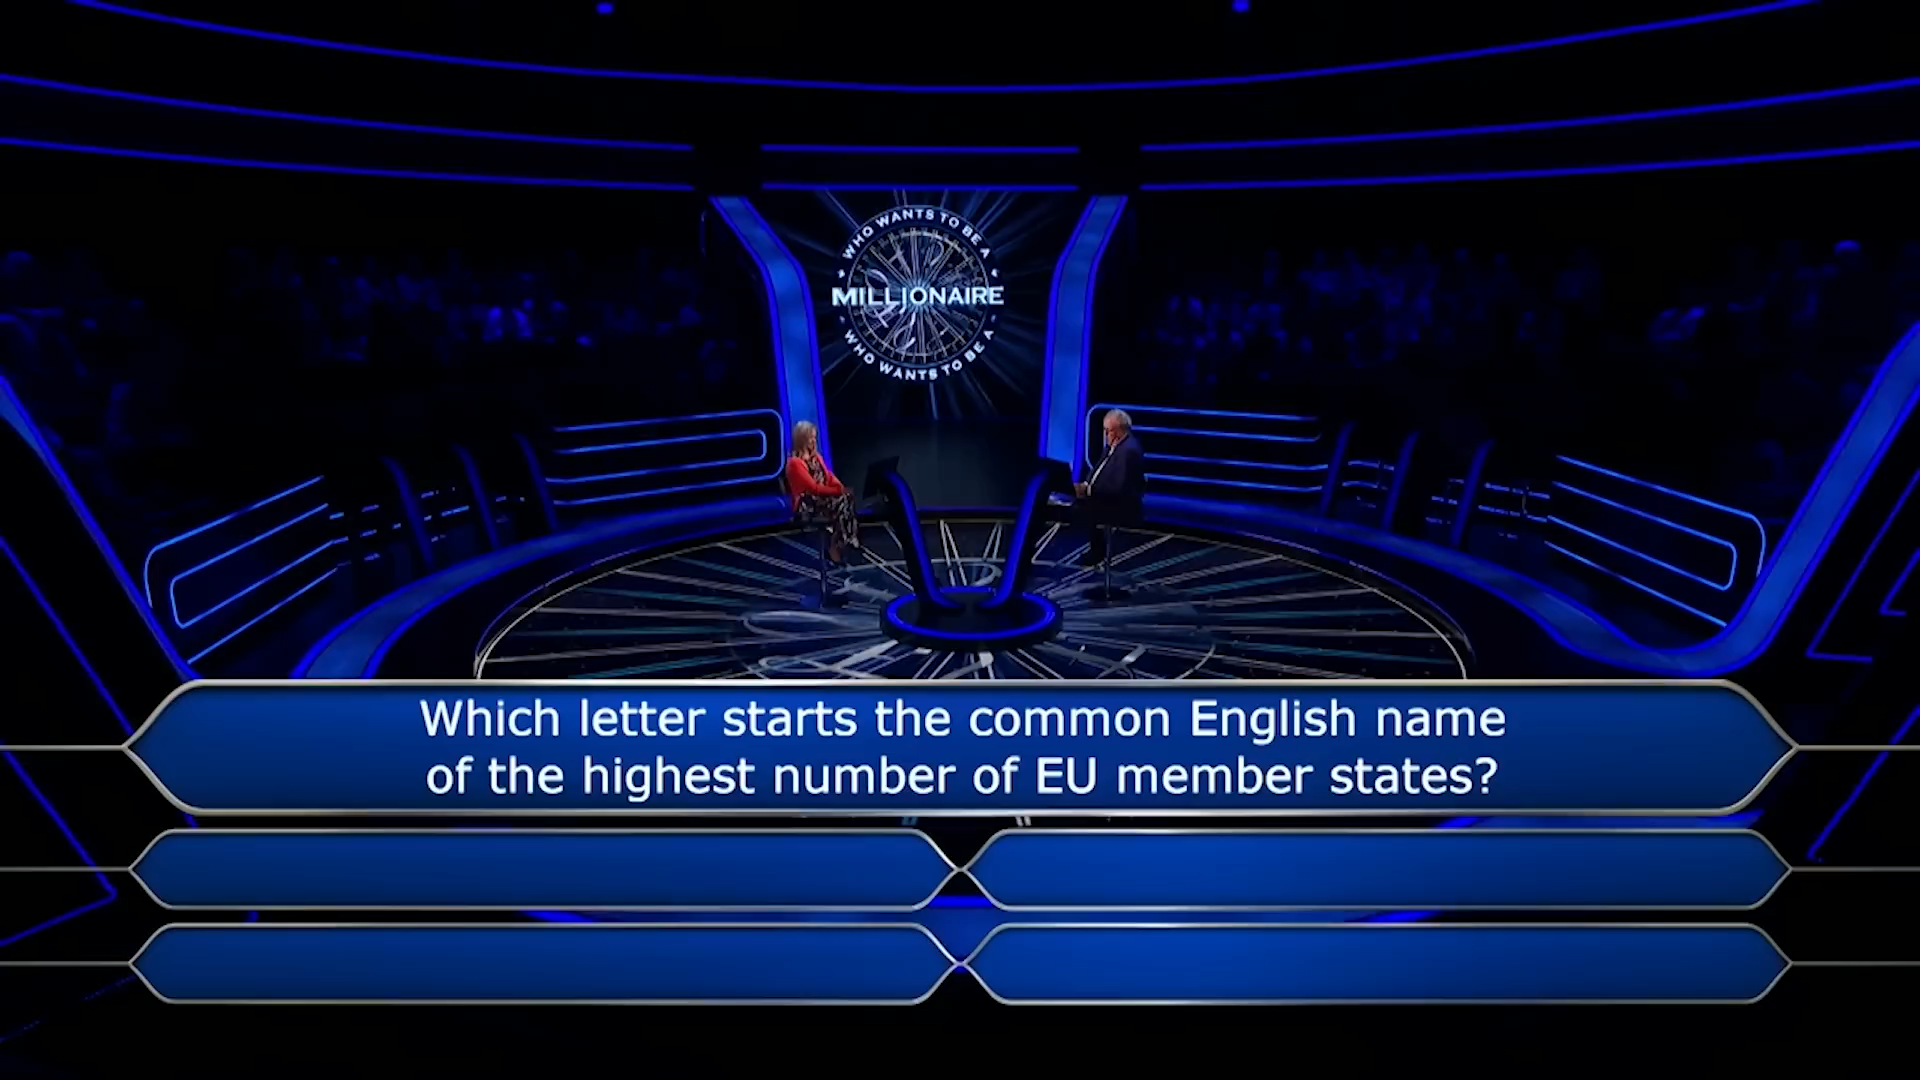 WHO WANTS TO BE A
MILLIONAIRE
WHO WANTS TO BE A
Which letter starts the common English name
of the highest number of EU member states?